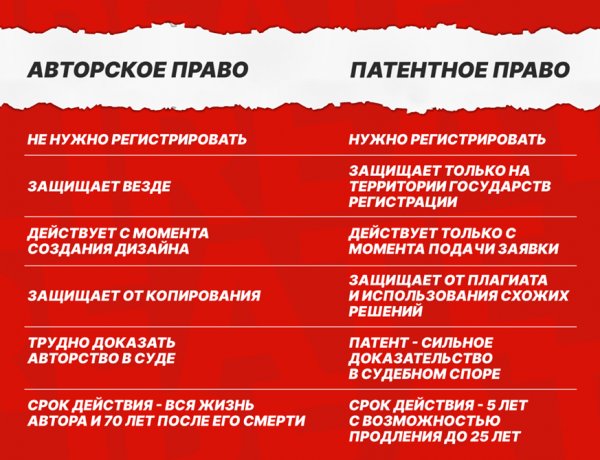 АВТОРСКОЕ ПРАВО
ПАТЕНТНОЕ ПРАВО
НЕ НУЖНО РЕГИСТРИРОВАТЬ
НУЖНО РЕГИСТРИРОВАТЬ
ЗАЩИЩАЕТ ВЕЗДЕ
ЗАЩИЩАЕТ ТОЛЬКО НА
ТЕРРИТОРИИ ГОСУДАРСТВ
РЕГИСТРАЦИИ
ДЕЙСТВУЕТ С МОМЕНТА
СОЗДАНИЯ ДИЗАЙНА
ДЕЙСТВУЕТ ТОЛЬКО С
МОМЕНТА ПОДАЧИ ЗАЯВКИ
ЗАЩИЩАЕТ ОТ КОПИРОВАНИЯ
ЗАЩИЩАЕТ ОТ ПЛАГИАТА
И ИСПОЛЬЗОВАНИЯ СХОЖИХ
РЕШЕНИЙ
ТРУДНО ДОКАЗАТЬ
АВТОРСТВО В СУДЕ
ПАТЕНТ - СИЛЬНОЕ
ДОКАЗАТЕЛЬСТВО
В СУДЕБНОМ СПОРЕ
СРОК ДЕЙСТВИЯ - ВСЯ ЖИЗНЬ
АВТОРА И 70 ЛЕТ ПОСЛЕ ЕГО СМЕРТИ
СРОК ДЕЙСТВИЯ - 5 ЛЕТ
С ВОЗМОЖНОСТЬЮ
ПРОДЛЕНИЯ ДО 25 ЛЕТ